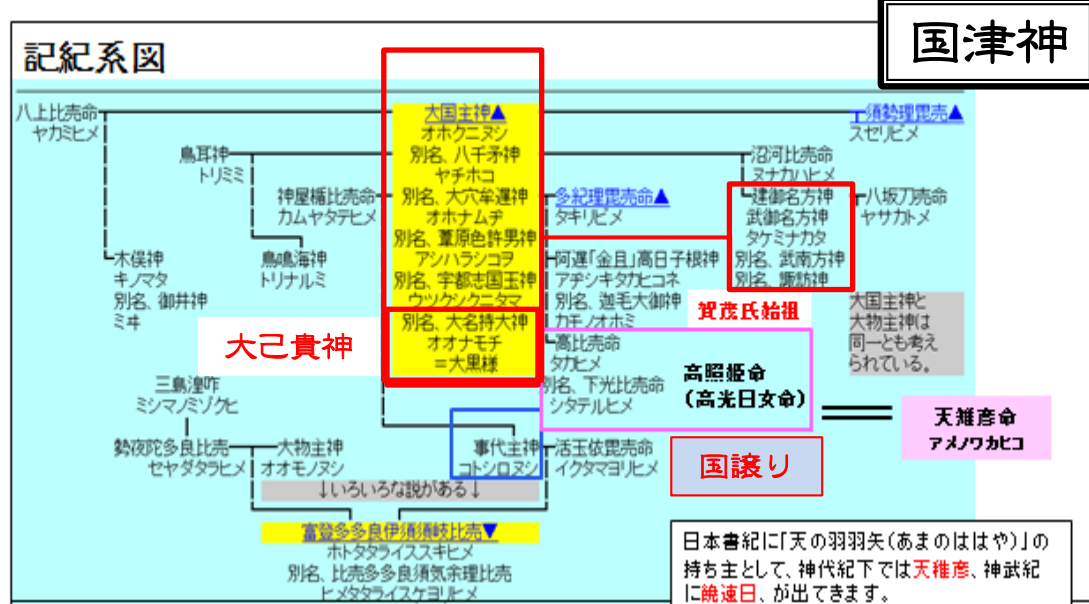 国津神
記紀系図
八上比売命
ヤカミヒメ
大国主神▲
オホクニヌシ
別名、八千矛神
ヤチホコ
別名、大穴牟遅神
オホナムヂ
別名、葦原色許男神
アシハラシコヲ
別名、宇都志国玉神
ウツクシクニタマ
別名、大名持大神
オオナモチ
=大黒様
須勢理毘売▲
スセリビメ
鳥耳神
トリミミ
沼河比売命
ヌナカハヒメ
神屋楯比売命
カムヤタテヒメ
多紀理毘売命▲
タキリビメ
建御名方神
武御名方神
タケミナカタ
別名、武南方神
別名、諏訪神
八坂刀売命
ヤサカトメ
木俣神
キノマタ
別名、御井神
ミヰ
鳥鳴海神
トリナルミ
阿遅「金且」高日子根神
アヂシキタカヒコネ
別名、迦毛大御神
カモノオホミ
賀茂氏始祖
大国主神と
大物主神は
同一とも考え
られている。
大己貴神
高比売命
タカヒメ
別名、下光比売命
シタテルヒメ
高照姫命
(高光日女命)
天雅彦命
アメノワカヒコ
三島湟咋
ミシマノミゾクヒ
勢夜陀多良比売
セヤダタラヒメ
大物主神
オオモノヌシ
事代主神
コトシロヌシ
活玉依毘売命
イクタマヨリヒメ
国譲り
↓いろいろな説がある↓
富登多多良伊須須岐比売▼
ホトタタライススキヒメ
別名、比売多多良須気余理比売
ヒメタタライスケヨリヒメ
日本書紀に「天の羽羽矢(あまのははや)」の
持ち主として、神代紀下では天稚彦、神武紀
に饒速日、が出てきます。